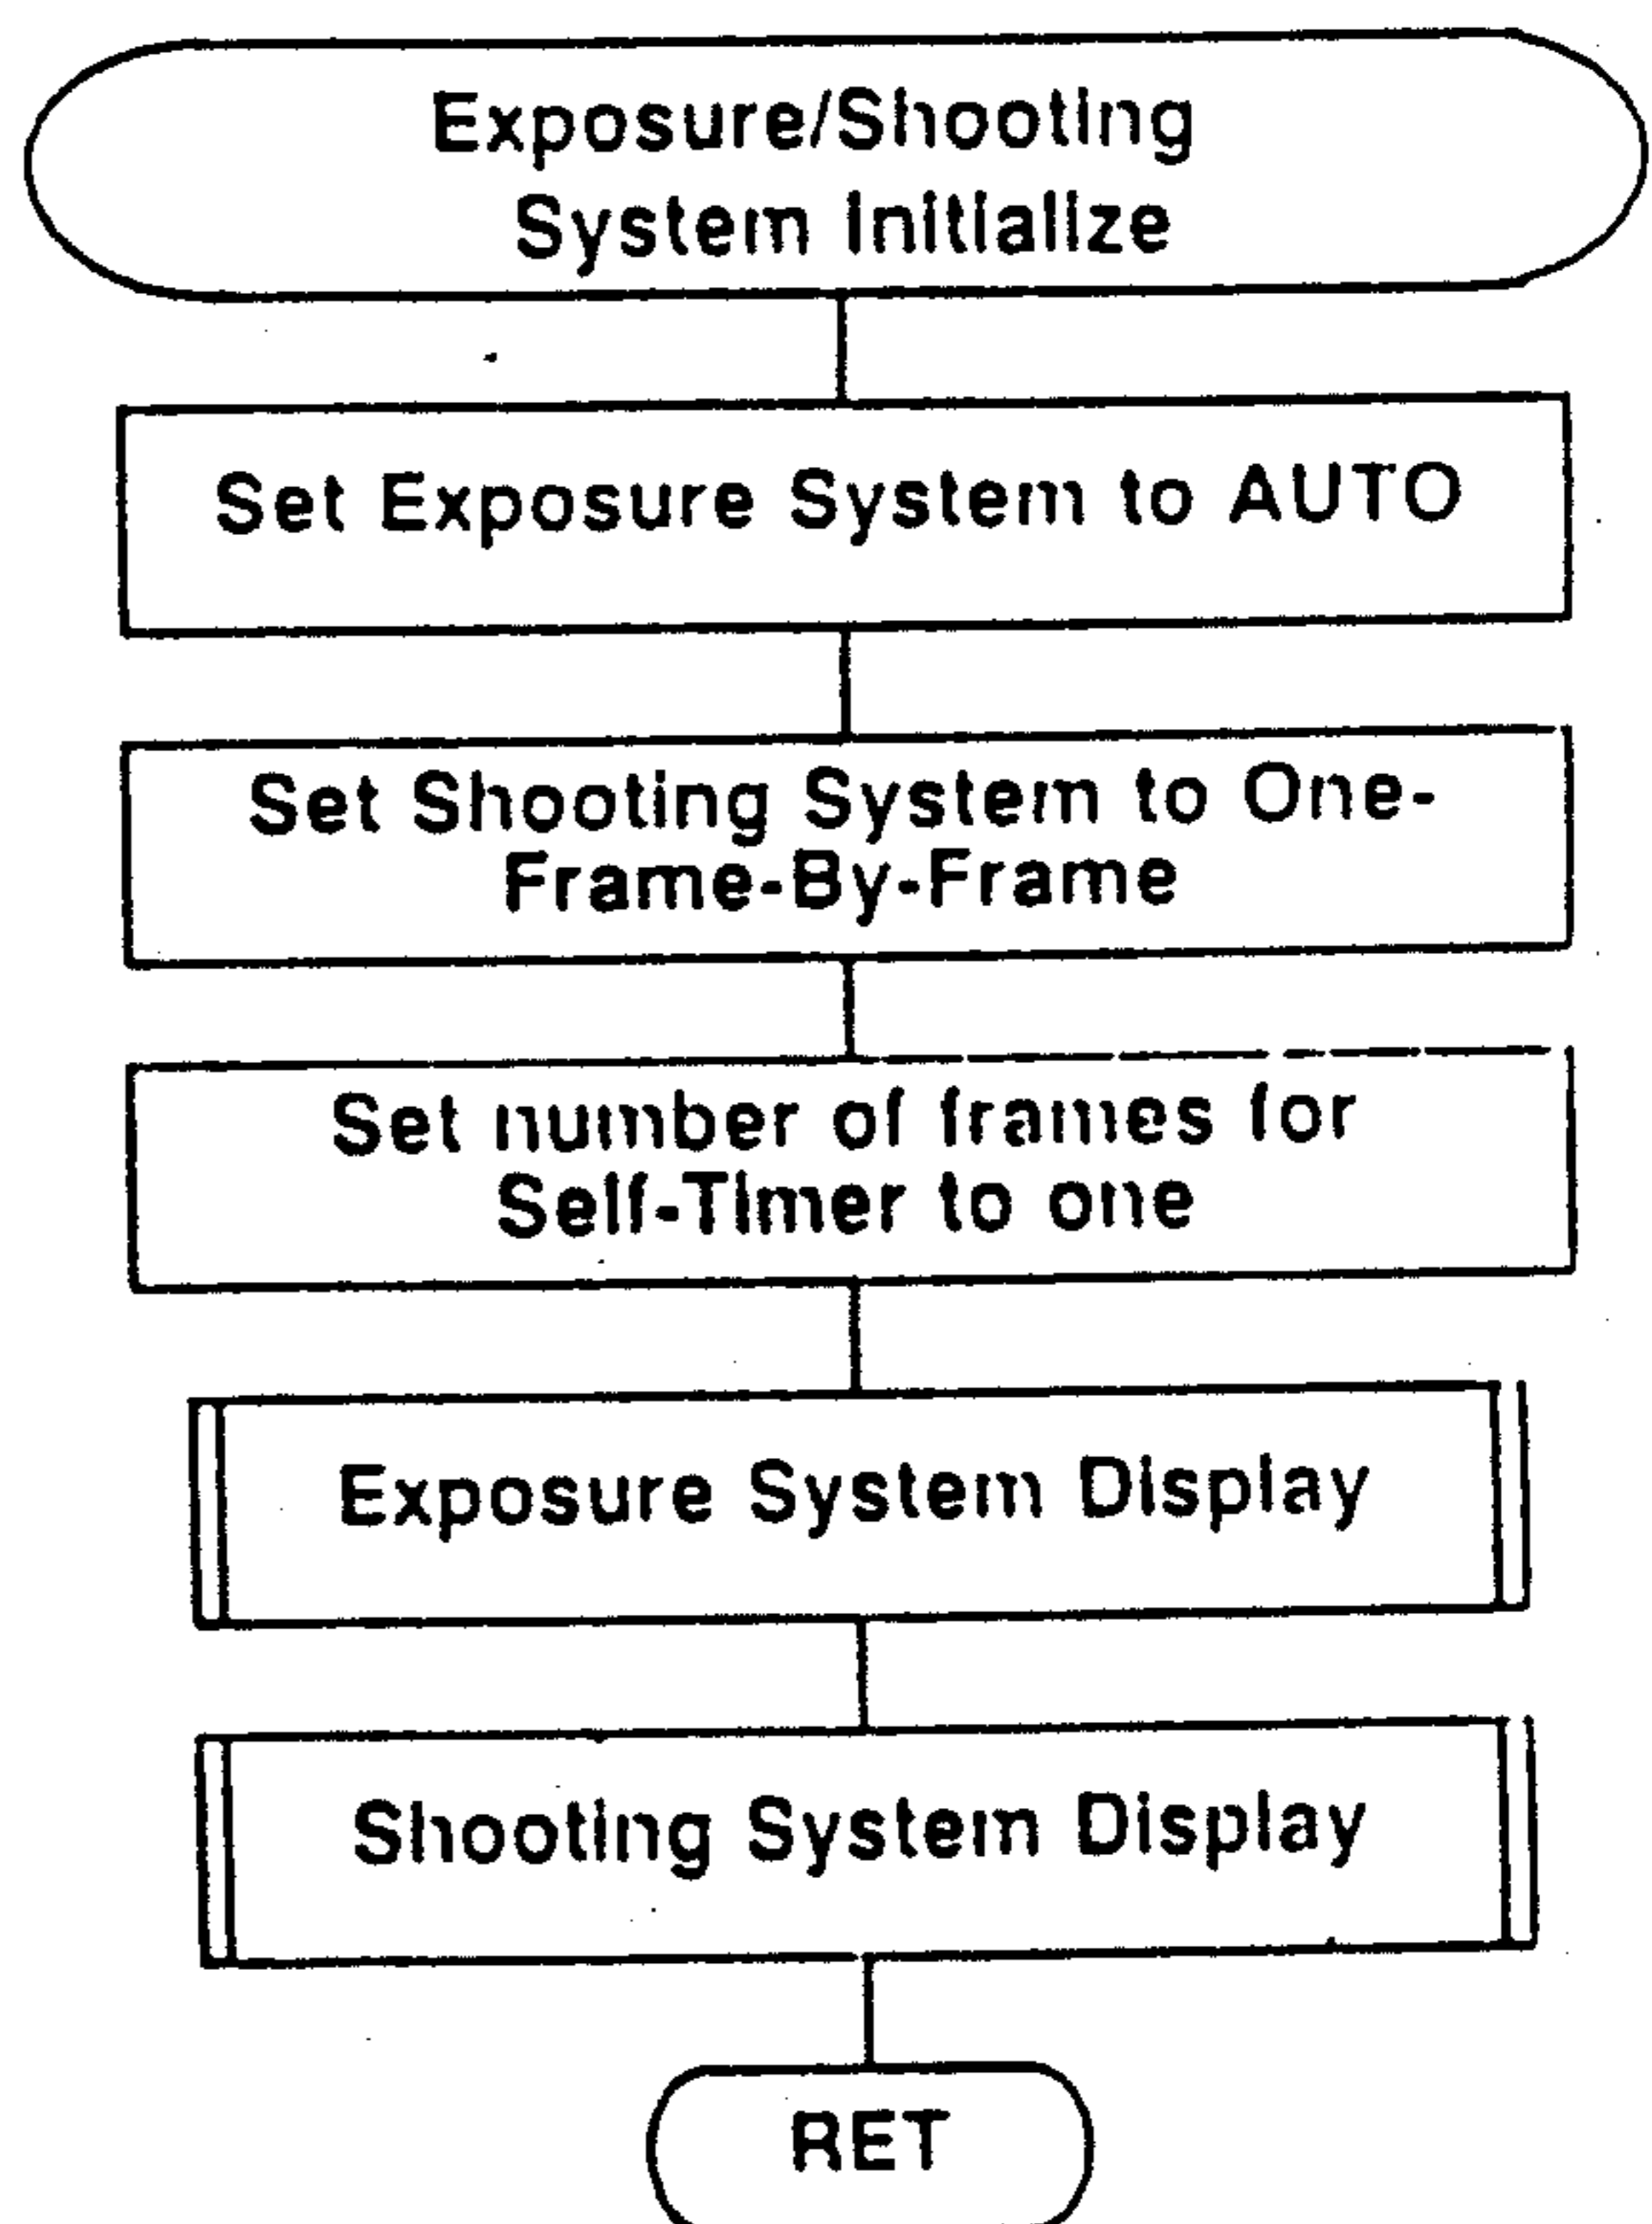 Exposure/Shooting
System Initialize
Set Exposure System to AUTO
Set Shooting System to One-
Frame-By-Frame
Set number of frames for
Self-Timer to one
Exposure System Display
Shooting System Display
RET